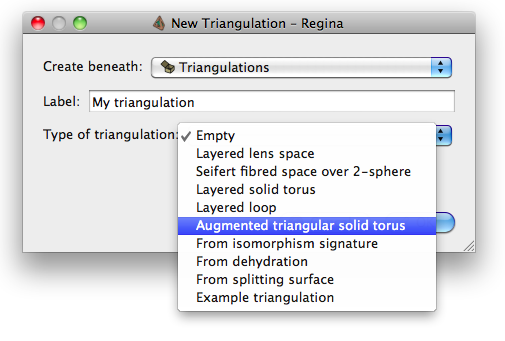 New Triangulation – Regina
Create beneath: Triangulations
Label: My triangulation
Type of triangulation: ✓ Empty
Layered lens space
Seifert fibred space over 2-sphere
Layered solid torus
Layered loop
Augmented triangular solid torus
From isomorphism signature
From dehydration
From splitting surface
Example triangulation